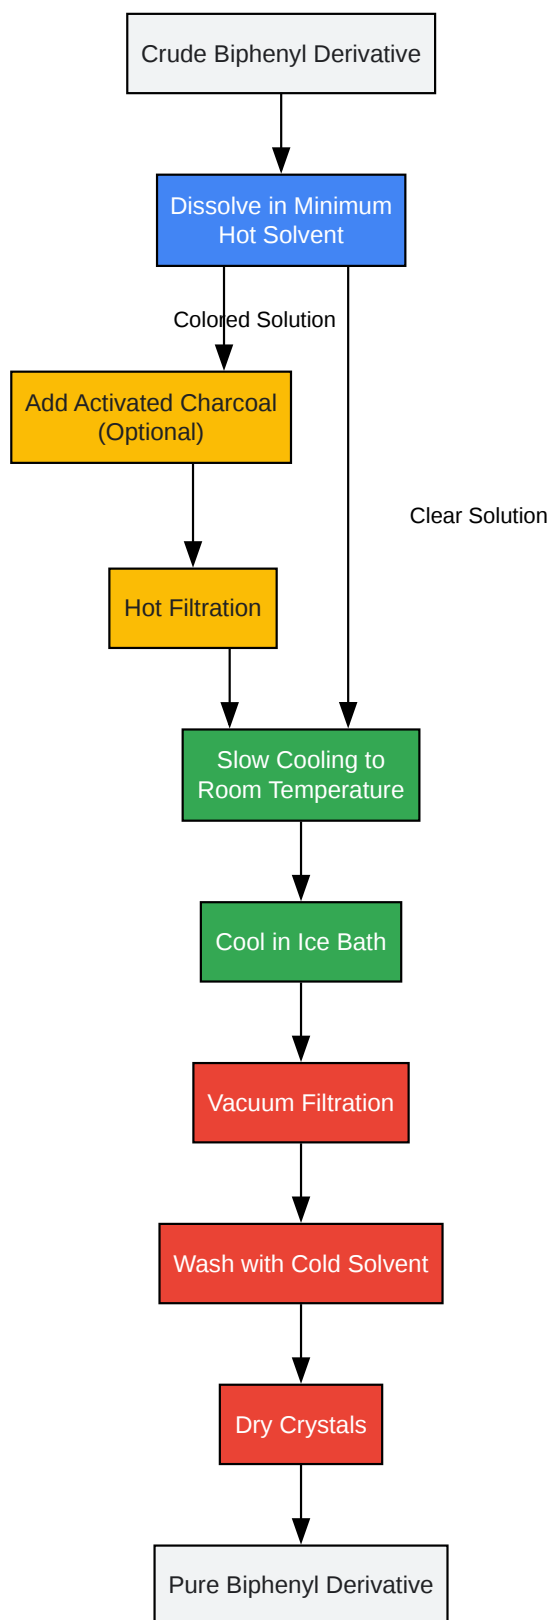 Crude Biphenyl Derivative
Dissolve in Minimum
Hot Solvent
Colored Solution
Add Activated Charcoal
(Optional)
Clear Solution
Hot Filtration
Slow Cooling to
Room Temperature
Cool in Ice Bath
Vacuum Filtration
Wash with Cold Solvent
Dry Crystals
Pure Biphenyl Derivative